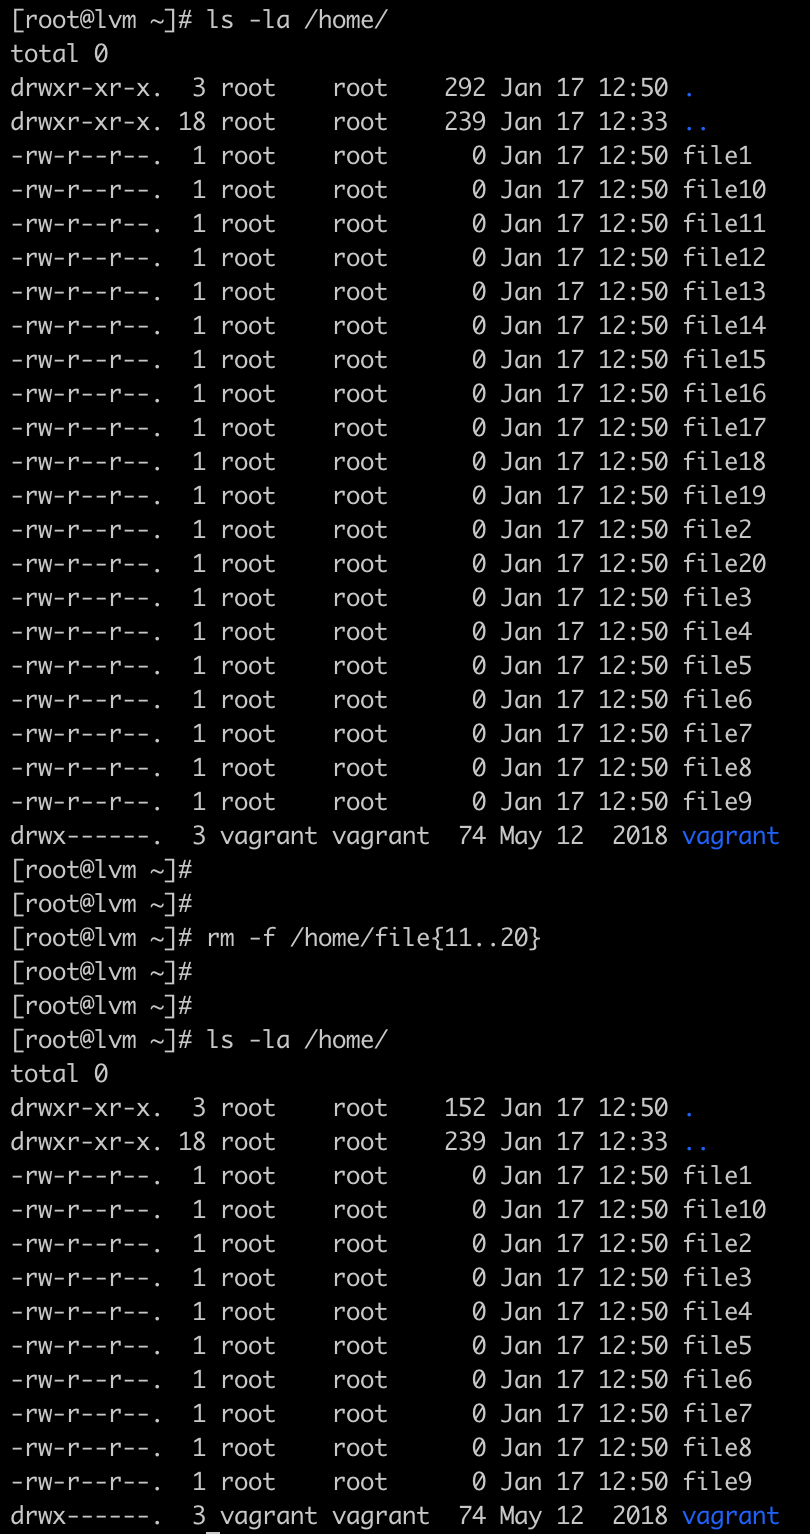 [root@lvm ~]# ls -la /home/
total 0
drwxr-xr-x.  3 root    root    292 Jan 17 12:50 .
drwxr-xr-x. 18 root    root    239 Jan 17 12:33 ..
-rw-r--r--.  1 root    root      0 Jan 17 12:50 file1
-rw-r--r--.  1 root    root      0 Jan 17 12:50 file10
-rw-r--r--.  1 root    root      0 Jan 17 12:50 file11
-rw-r--r--.  1 root    root      0 Jan 17 12:50 file12
-rw-r--r--.  1 root    root      0 Jan 17 12:50 file13
-rw-r--r--.  1 root    root      0 Jan 17 12:50 file14
-rw-r--r--.  1 root    root      0 Jan 17 12:50 file15
-rw-r--r--.  1 root    root      0 Jan 17 12:50 file16
-rw-r--r--.  1 root    root      0 Jan 17 12:50 file17
-rw-r--r--.  1 root    root      0 Jan 17 12:50 file18
-rw-r--r--.  1 root    root      0 Jan 17 12:50 file19
-rw-r--r--.  1 root    root      0 Jan 17 12:50 file2
-rw-r--r--.  1 root    root      0 Jan 17 12:50 file20
-rw-r--r--.  1 root    root      0 Jan 17 12:50 file3
-rw-r--r--.  1 root    root      0 Jan 17 12:50 file4
-rw-r--r--.  1 root    root      0 Jan 17 12:50 file5
-rw-r--r--.  1 root    root      0 Jan 17 12:50 file6
-rw-r--r--.  1 root    root      0 Jan 17 12:50 file7
-rw-r--r--.  1 root    root      0 Jan 17 12:50 file8
-rw-r--r--.  1 root    root      0 Jan 17 12:50 file9
drwx------.  3 vagrant vagrant  74 May 12  2018 vagrant
[root@lvm ~]#
[root@lvm ~]#
[root@lvm ~]# rm -f /home/file{11..20}
[root@lvm ~]#
[root@lvm ~]#
[root@lvm ~]# ls -la /home/
total 0
drwxr-xr-x.  3 root    root    152 Jan 17 12:50 .
drwxr-xr-x. 18 root    root    239 Jan 17 12:33 ..
-rw-r--r--.  1 root    root      0 Jan 17 12:50 file1
-rw-r--r--.  1 root    root      0 Jan 17 12:50 file10
-rw-r--r--.  1 root    root      0 Jan 17 12:50 file2
-rw-r--r--.  1 root    root      0 Jan 17 12:50 file3
-rw-r--r--.  1 root    root      0 Jan 17 12:50 file4
-rw-r--r--.  1 root    root      0 Jan 17 12:50 file5
-rw-r--r--.  1 root    root      0 Jan 17 12:50 file6
-rw-r--r--.  1 root    root      0 Jan 17 12:50 file7
-rw-r--r--.  1 root    root      0 Jan 17 12:50 file8
-rw-r--r--.  1 root    root      0 Jan 17 12:50 file9
drwx------.  3 vagrant vagrant  74 May 12  2018 vagrant